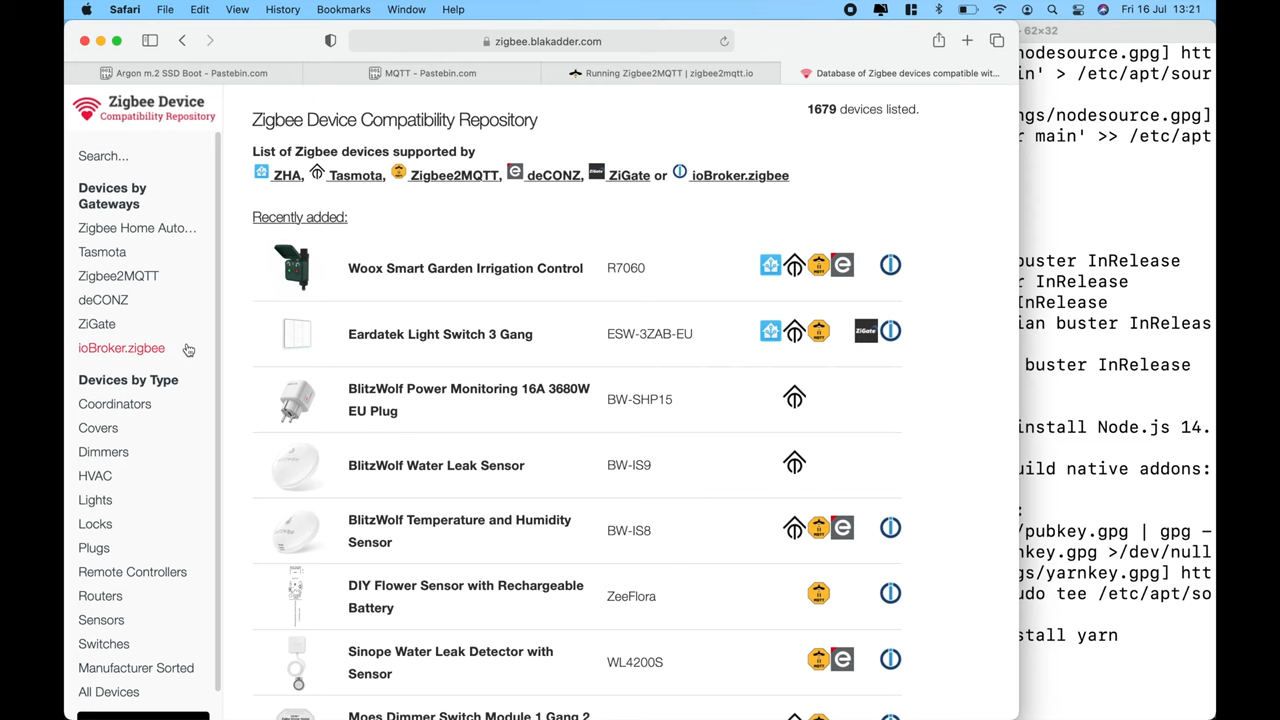 Safari File Edit View History Bookmarks Window Help Fri 16 Jul 13:21
zigbee.blakadder.com
62×32
Argon m.2 SSD Boot - Pastebin.com
MQTT - Pastebin.com
Running Zigbee2MQTT | zigbee2mqtt.io
Database of Zigbee devices compatible wit...
Zigbee Device
Compatibility Repository
Search...
Devices by
Gateways
Zigbee Home Auto...
Tasmota
Zigbee2MQTT
deCONZ
ZiGate
ioBroker.zigbee
Devices by Type
Coordinators
Covers
Dimmers
HVAC
Lights
Locks
Plugs
Remote Controllers
Routers
Sensors
Switches
Manufacturer Sorted
All Devices
Zigbee Device Compatibility Repository
1679 devices listed.
List of Zigbee devices supported by
ZHA, Tasmota, Zigbee2MQTT, deCONZ, ZiGate or ioBroker.zigbee
Recently added:
Woox Smart Garden Irrigation Control R7060
Eardatek Light Switch 3 Gang ESW-3ZAB-EU
BlitzWolf Power Monitoring 16A 3680W
EU Plug
BW-SHP15
BlitzWolf Water Leak Sensor BW-IS9
BlitzWolf Temperature and Humidity
Sensor
BW-IS8
DIY Flower Sensor with Rechargeable
Battery
ZeeFlora
Sinope Water Leak Detector with
Sensor
WL4200S
Moes Dimmer Switch Module 1 Gang 2
nodesource.gpg] htt
in' > /etc/apt/sour
ngs/nodesource.gpg]
r main' >> /etc/apt
buster InRelease
r InRelease
InRelease
ian buster InReleas
buster InRelease
install Node.js 14.
uild native addons:
:
/pubkey.gpg | gpg –
nkey.gpg >/dev/null
gs/yarnkey.gpg] htt
udo tee /etc/apt/so
stall yarn